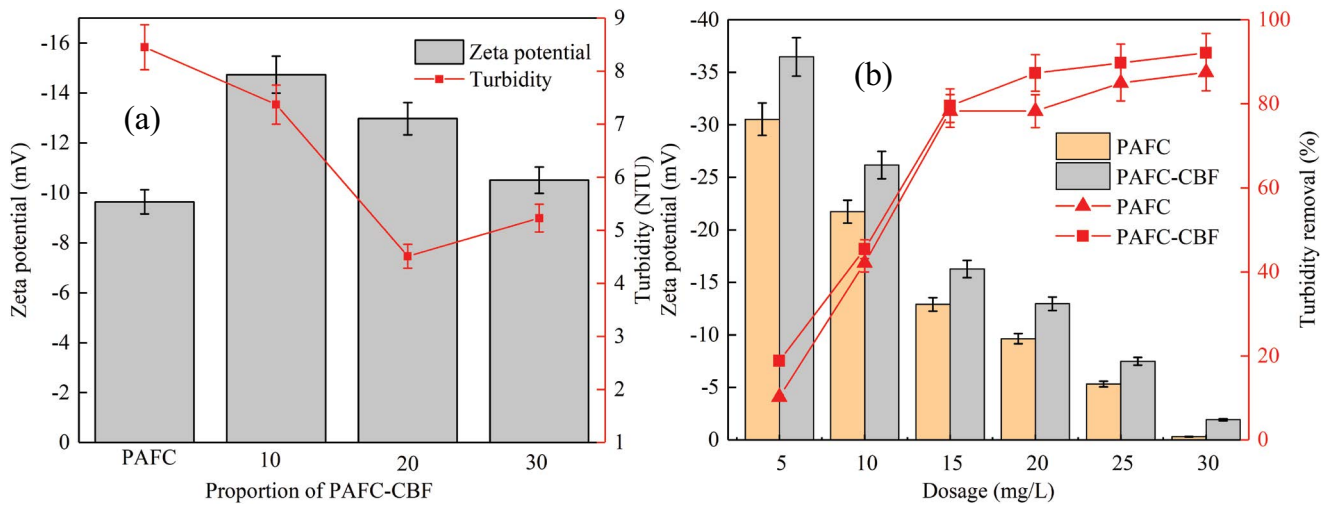 (a)
Zeta potential
Turbidity
Zeta potential (mV)
-16
-14
-12
-10
-8
-6
-4
-2
0
PAFC 10 20 30
Proportion of PAFC-CBF
9
8
7
6
5
4
3
2
1
Turbidity (NTU)
(b)
PAFC
PAFC-CBF
PAFC
PAFC-CBF
Zeta potential (mV)
-40
-35
-30
-25
-20
-15
-10
-5
0
5 10 15 20 25 30
Dosage (mg/L)
100
80
60
40
20
0
Turbidity removal (%)